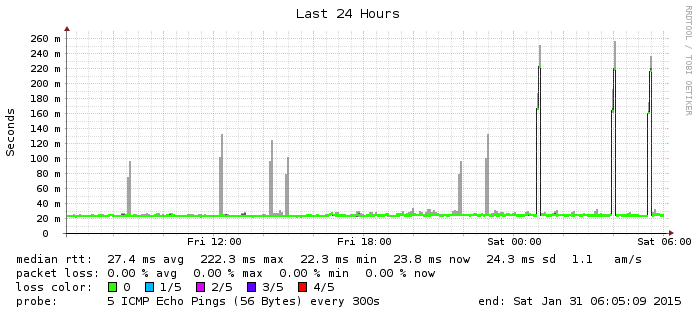 Last 24 Hours
RRDTOOL / TOBI OETIKER
Seconds
260 m
240 m
220 m
200 m
180 m
160 m
140 m
120 m
100 m
80 m
60 m
40 m
20 m
0
Fri 12:00 Fri 18:00 Sat 00:00 Sat 06:00
median rtt: 27.4 ms avg 222.3 ms max 22.3 ms min 23.8 ms now 24.3 ms sd 1.1 am/s
packet loss: 0.00 % avg 0.00 % max 0.00 % min 0.00 % now
loss color: 0 1/5 2/5 3/5 4/5
probe: 5 ICMP Echo Pings (56 Bytes) every 300s end: Sat Jan 31 06:05:09 2015